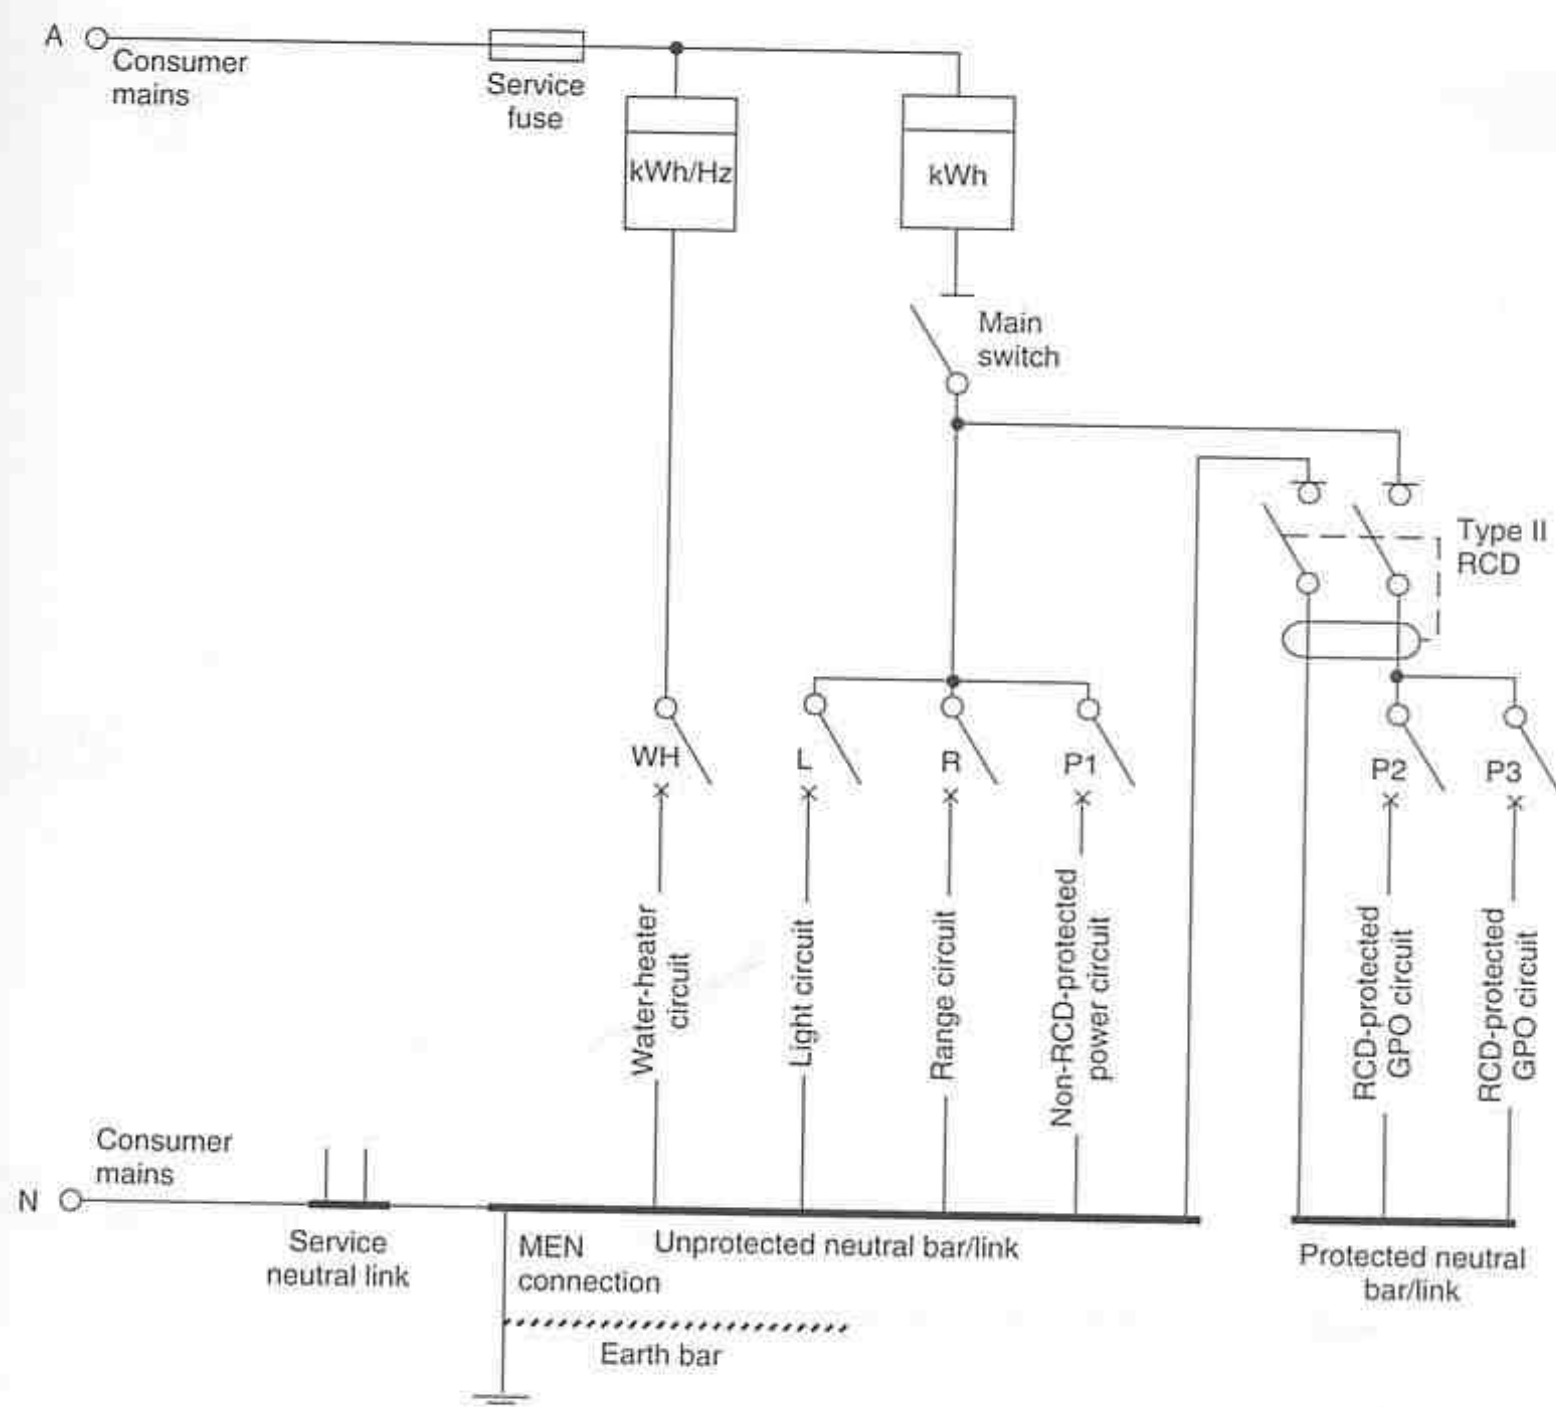 A
Consumer
mains
Service
fuse
kWh/Hz
kWh
Main
switch
Type II
RCD
WH
L
R
P1
P2
P3
Water-heater
circuit
Light circuit
Range circuit
Non-RCD-protected
power circuit
RCD-protected
GPO circuit
RCD-protected
GPO circuit
Consumer
mains
N
Service
neutral link
MEN
connection
Unprotected neutral bar/link
Protected neutral
bar/link
Earth bar